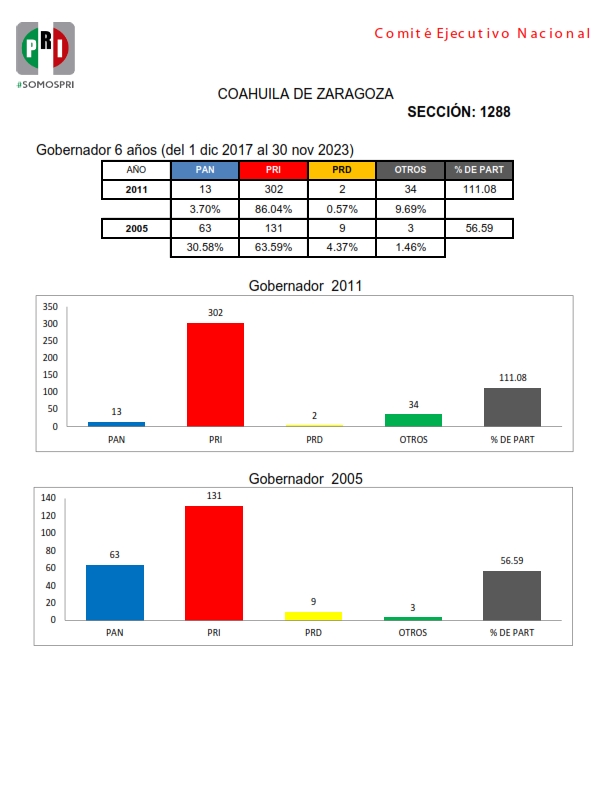 Comité Ejecutivo Nacional
PRI
#SOMOSPRI
COAHUILA DE ZARAGOZA
SECCIÓN: 1288
Gobernador 6 años (del 1 dic 2017 al 30 nov 2023)
AÑO PAN PRI PRD OTROS % DE PART
2011 13 302 2 34 111.08
3.70% 86.04% 0.57% 9.69%
2005 63 131 9 3 56.59
30.58% 63.59% 4.37% 1.46%
Gobernador 2011
350
300
250
200
150
100
50
0
13
302
2
34
111.08
PAN PRI PRD OTROS % DE PART
Gobernador 2005
140
120
100
80
60
40
20
0
63
131
9
3
56.59
PAN PRI PRD OTROS % DE PART